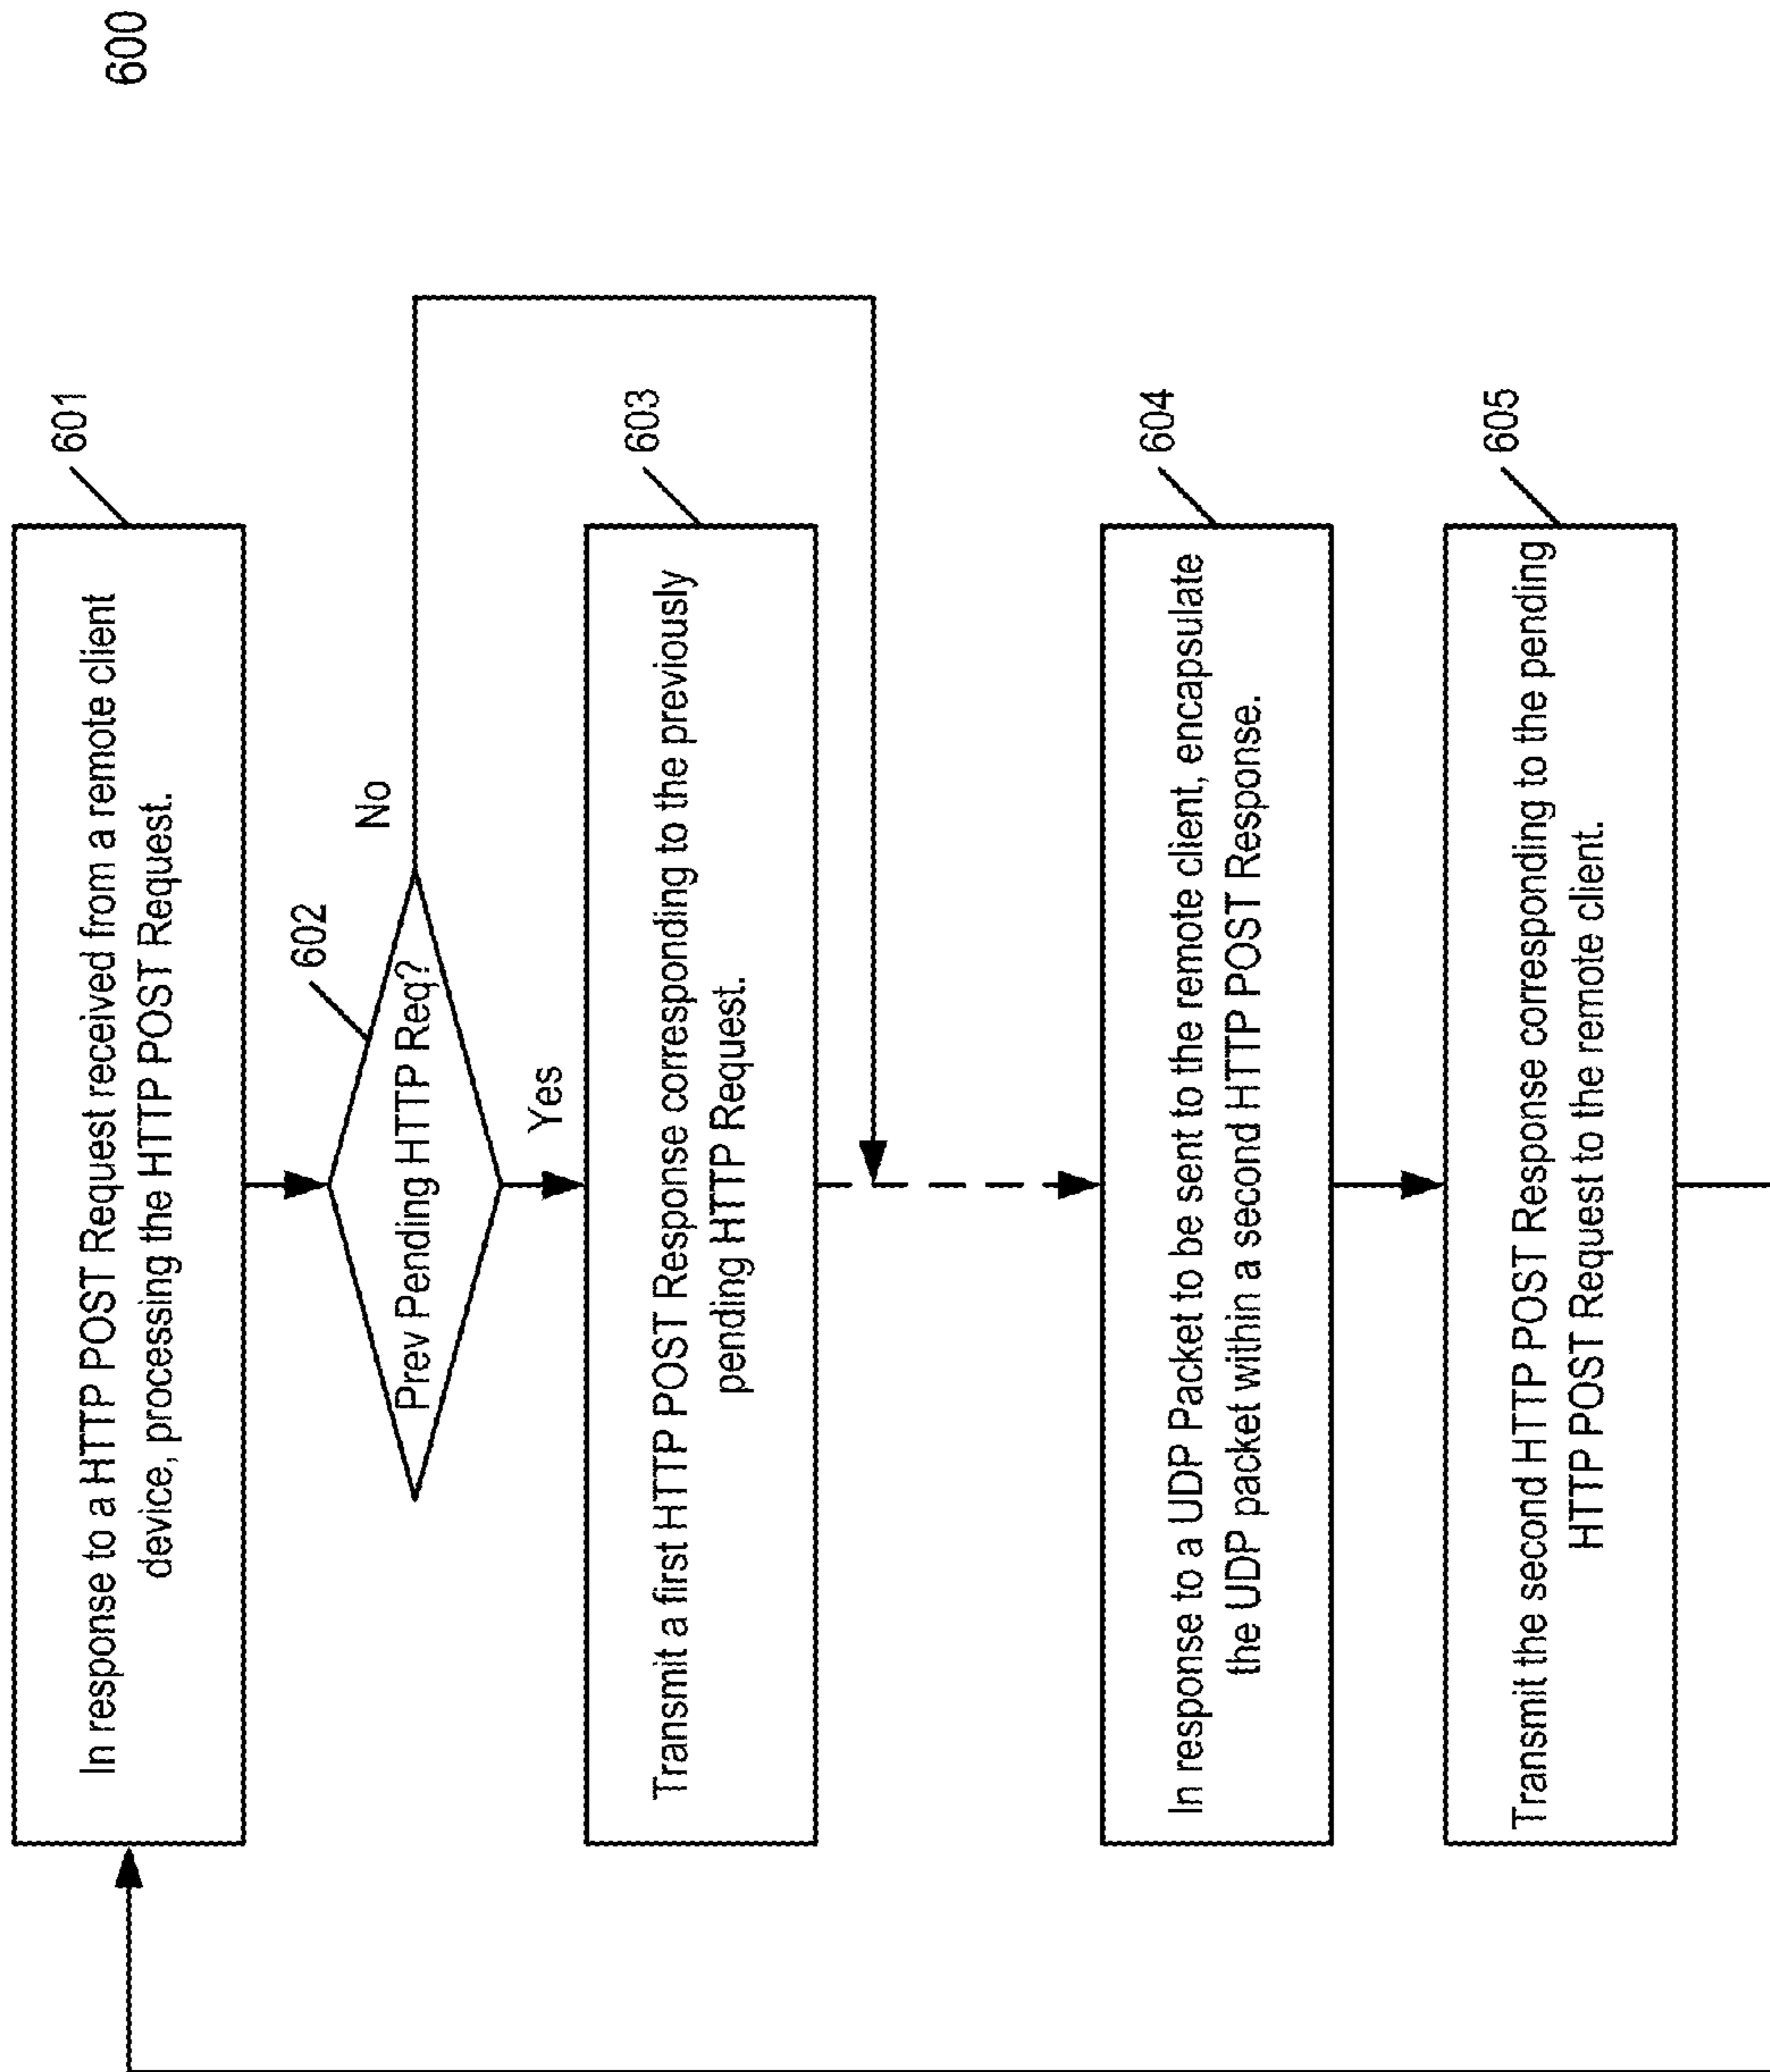 600
601
In response to a HTTP POST Request received from a remote client
device, processing the HTTP POST Request.
602
Prev Pending HTTP Req?
No
Yes
603
Transmit a first HTTP POST Response corresponding to the previously
pending HTTP Request.
604
In response to a UDP Packet to be sent to the remote client, encapsulate
the UDP packet within a second HTTP POST Response.
605
Transmit the second HTTP POST Response corresponding to the pending
HTTP POST Request to the remote client.